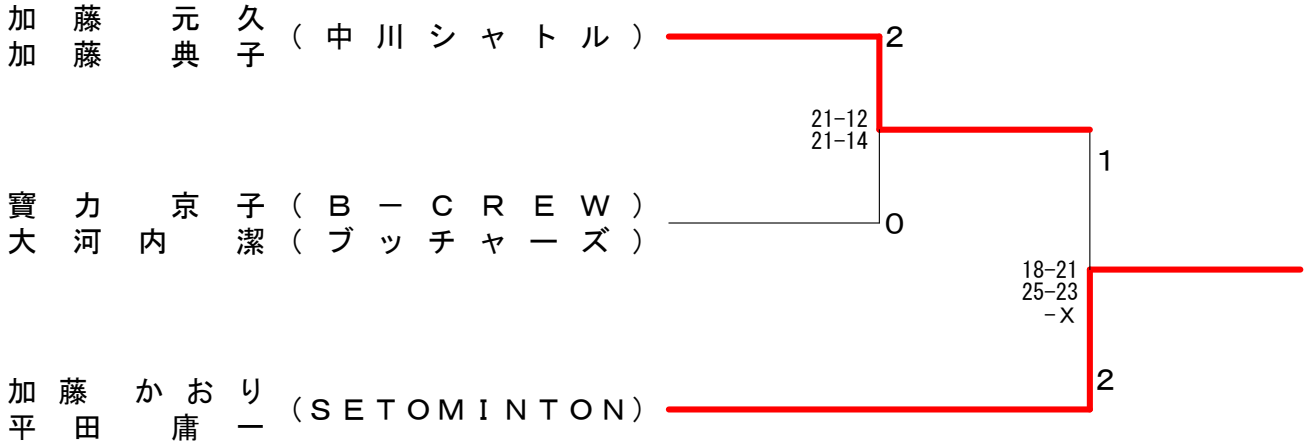 加藤 元久
加藤 典子
(中川シャトル)
2
21-12
21-14
1
寶力 京子(B-CREW)
大河内 潔(ブッチャーズ)
0
18-21
25-23
-X
2
加藤 かおり
平田 庸一
(SETOMINTON)